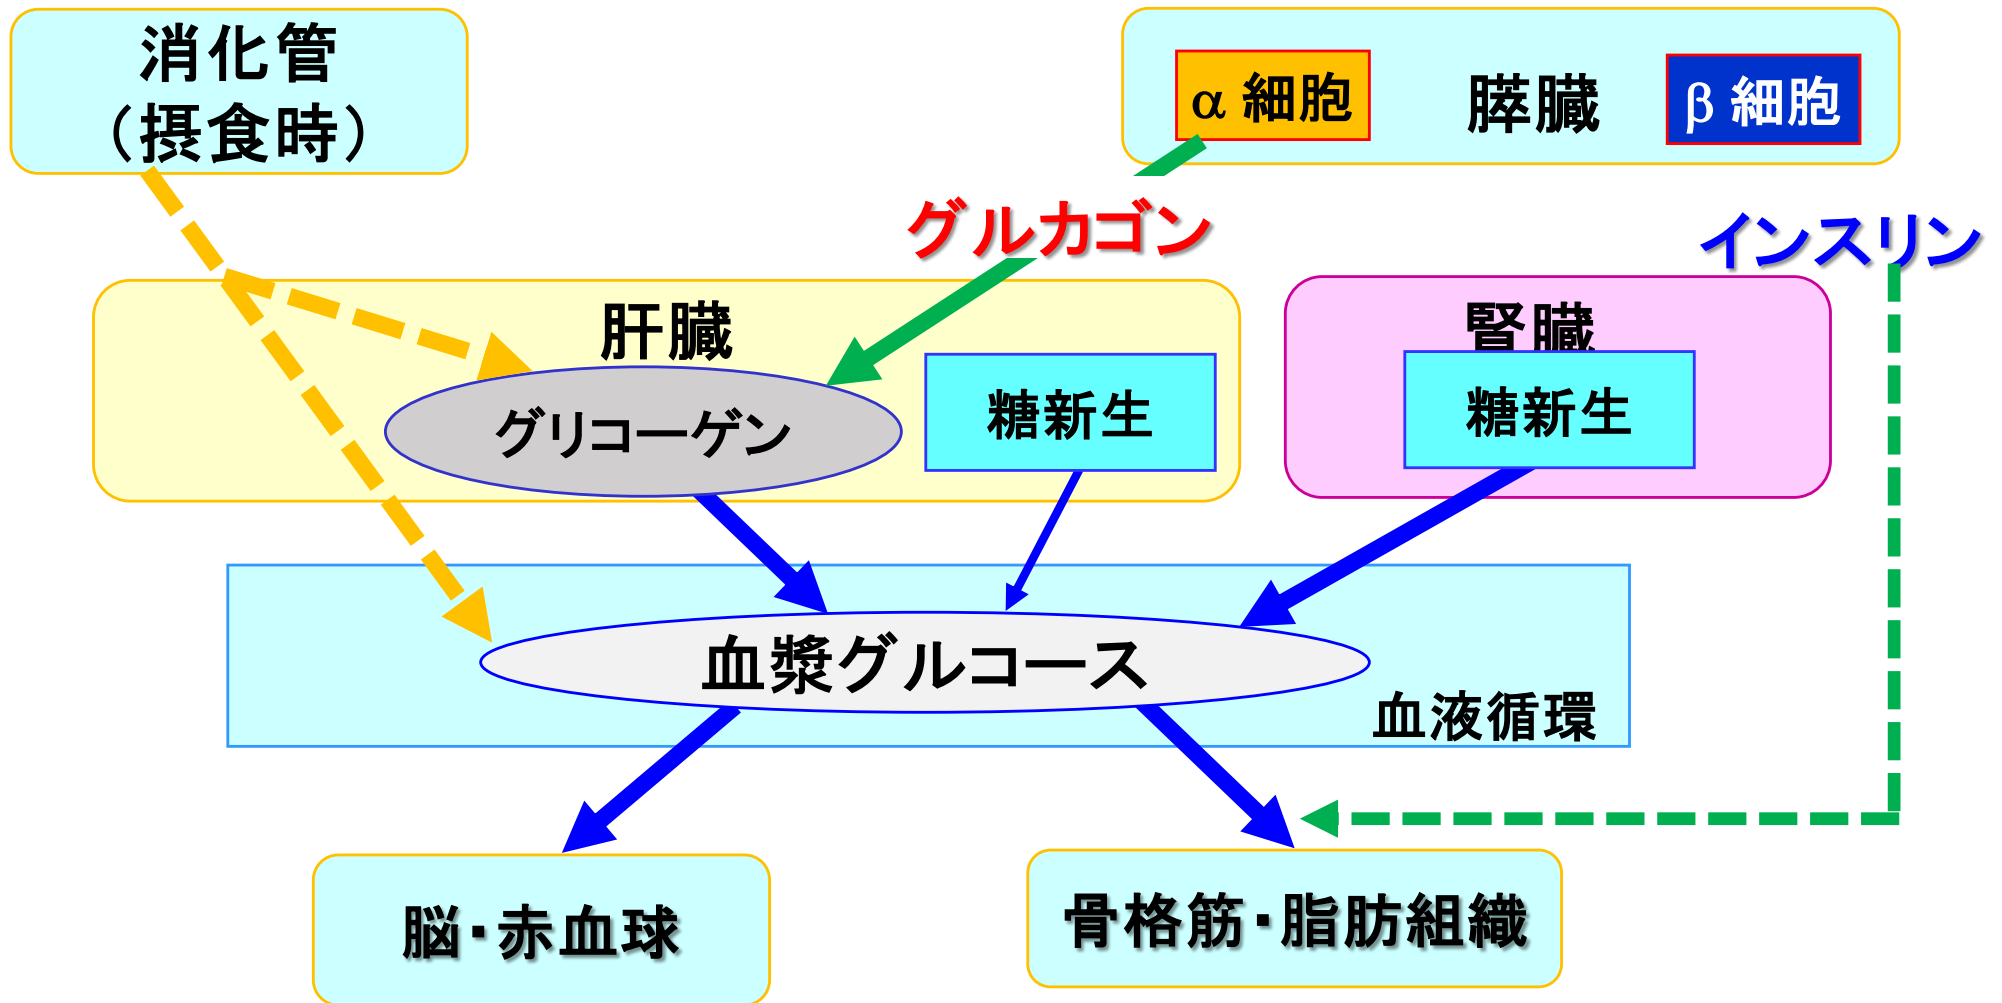 消化管
（摂食時）
α 細胞
膵臓
β 細胞
グルカゴン
インスリン
肝臓
腎臓
グリコーゲン
糖新生
糖新生
血漿グルコース
血液循環
脳・赤血球
骨格筋・脂肪組織